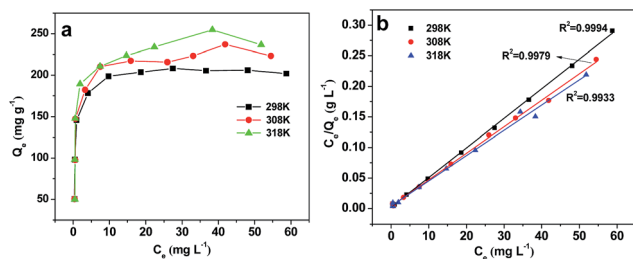 a
250
200
150
100
50
0
10
20
30
40
50
60
Qe (mg g-1)
Ce (mg L-1)
298K
308K
318K
b
0.30
0.25
0.20
0.15
0.10
0.05
0.00
0
10
20
30
40
50
60
Ce/Qe (g L-1)
Ce (mg L-1)
298K
308K
318K
R2=0.9994
R2=0.9979
R2=0.9933